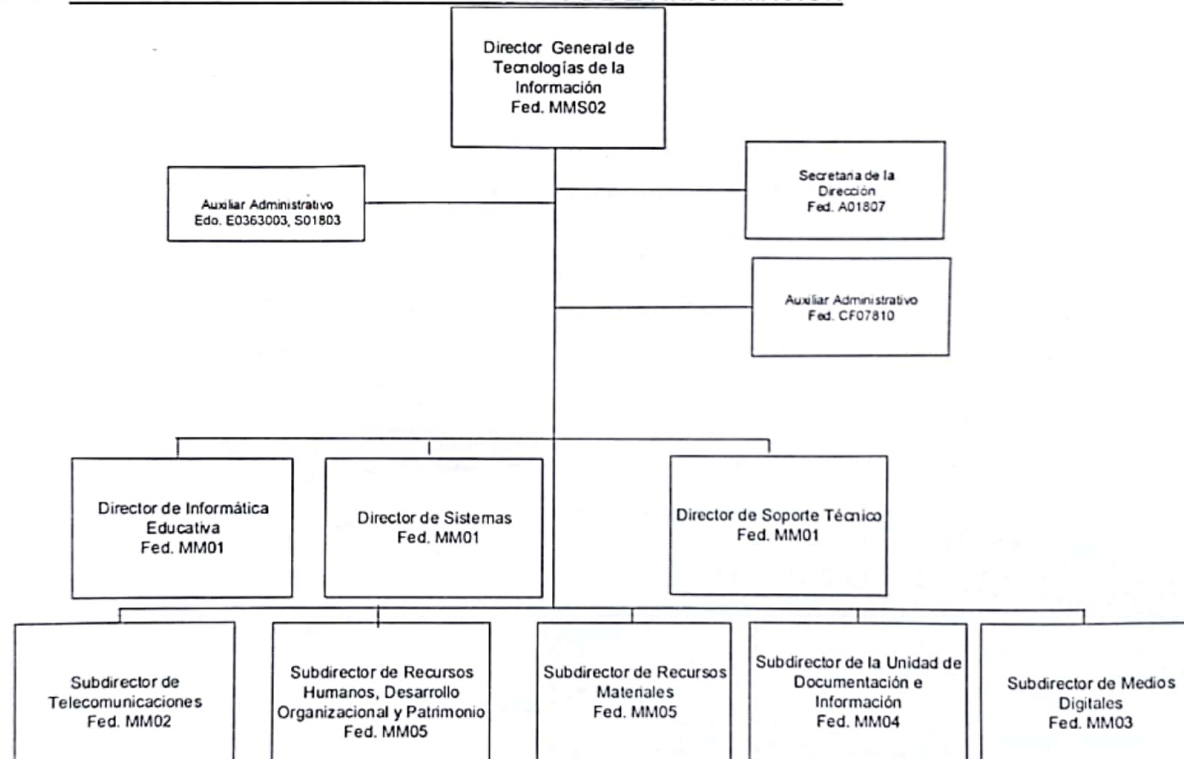 Director General de
Tecnologías de la
Información
Fed. MMS02
Auxiliar Administrativo
Edo. E0363003, S01803
Secretaria de la
Dirección
Fed. A01807
Auxiliar Administrativo
Fed. CF07810
Director de Informática
Educativa
Fed. MM01
Director de Sistemas
Fed. MM01
Director de Soporte Técnico
Fed. MM01
Subdirector de
Telecomunicaciones
Fed. MM02
Subdirector de Recursos
Humanos, Desarrollo
Organizacional y Patrimonio
Fed. MM05
Subdirector de Recursos
Materiales
Fed. MM05
Subdirector de la Unidad de
Documentación e
Información
Fed. MM04
Subdirector de Medios
Digitales
Fed. MM03